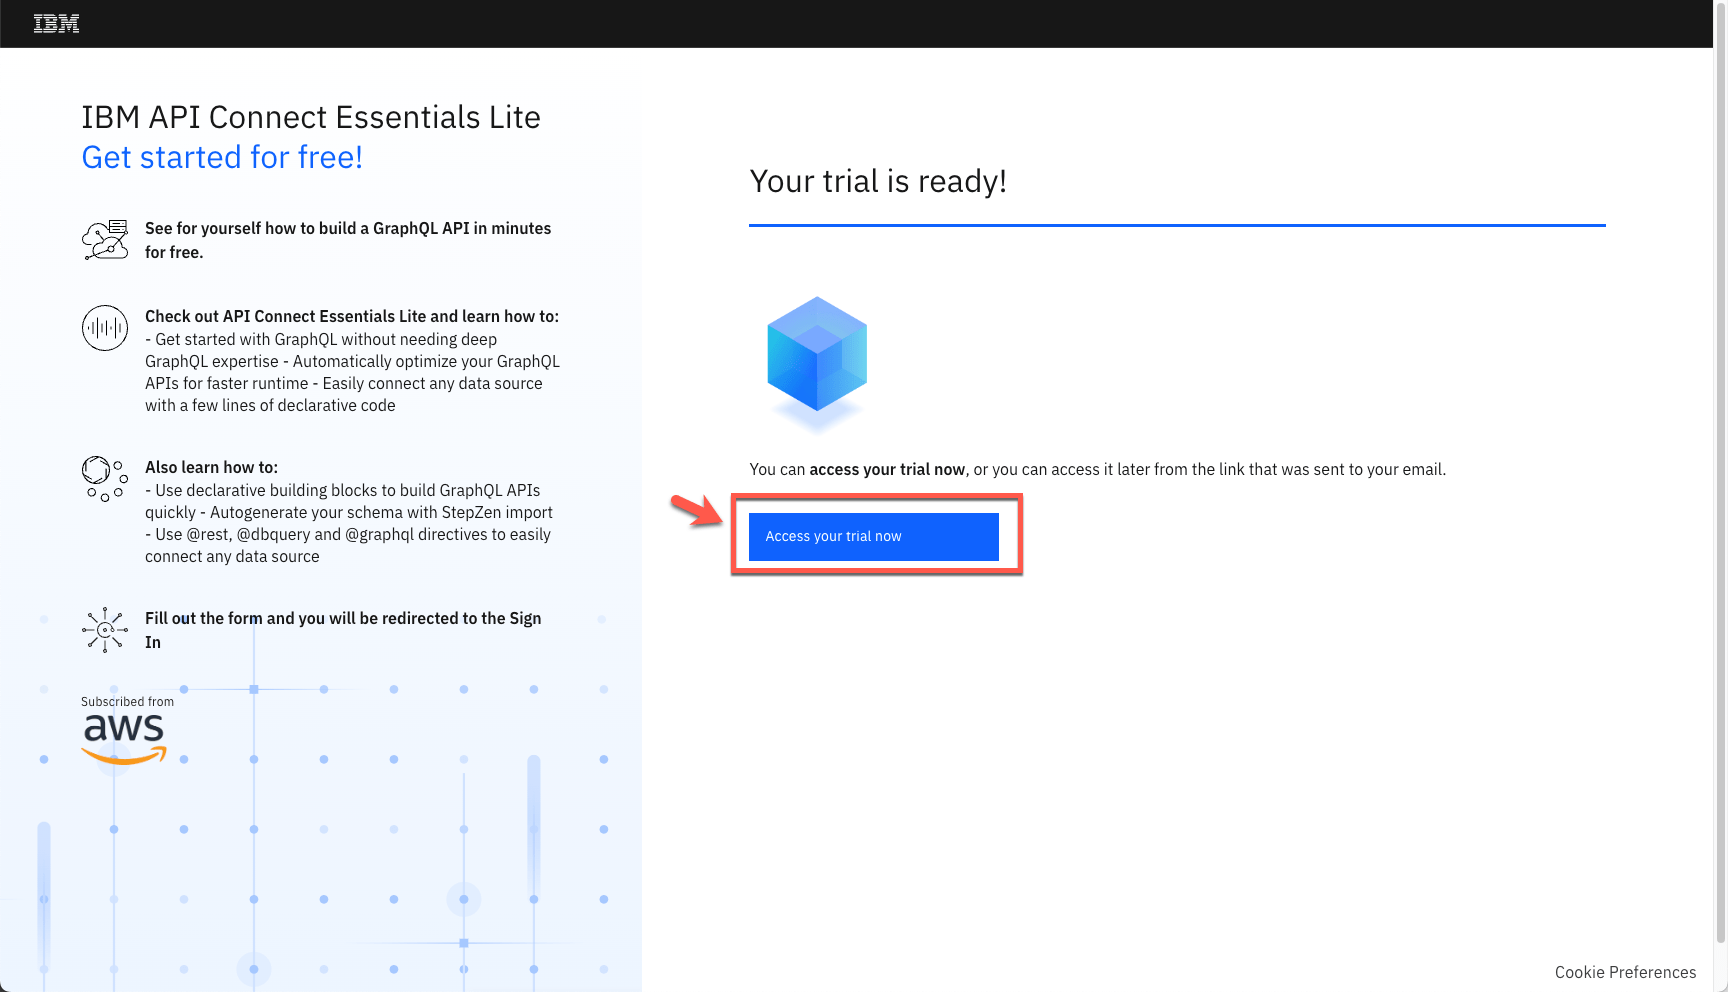 IBM
IBM API Connect Essentials Lite
Get started for free!
See for yourself how to build a GraphQL API in minutes
for free.
Check out API Connect Essentials Lite and learn how to:
- Get started with GraphQL without needing deep
GraphQL expertise - Automatically optimize your GraphQL
APIs for faster runtime - Easily connect any data source
with a few lines of declarative code
Also learn how to:
- Use declarative building blocks to build GraphQL APIs
quickly - Autogenerate your schema with StepZen import
- Use @rest, @dbquery and @graphql directives to easily
connect any data source
Fill out the form and you will be redirected to the Sign
In
Subscribed from
aws
Your trial is ready!
You can access your trial now, or you can access it later from the link that was sent to your email.
Access your trial now
Cookie Preferences